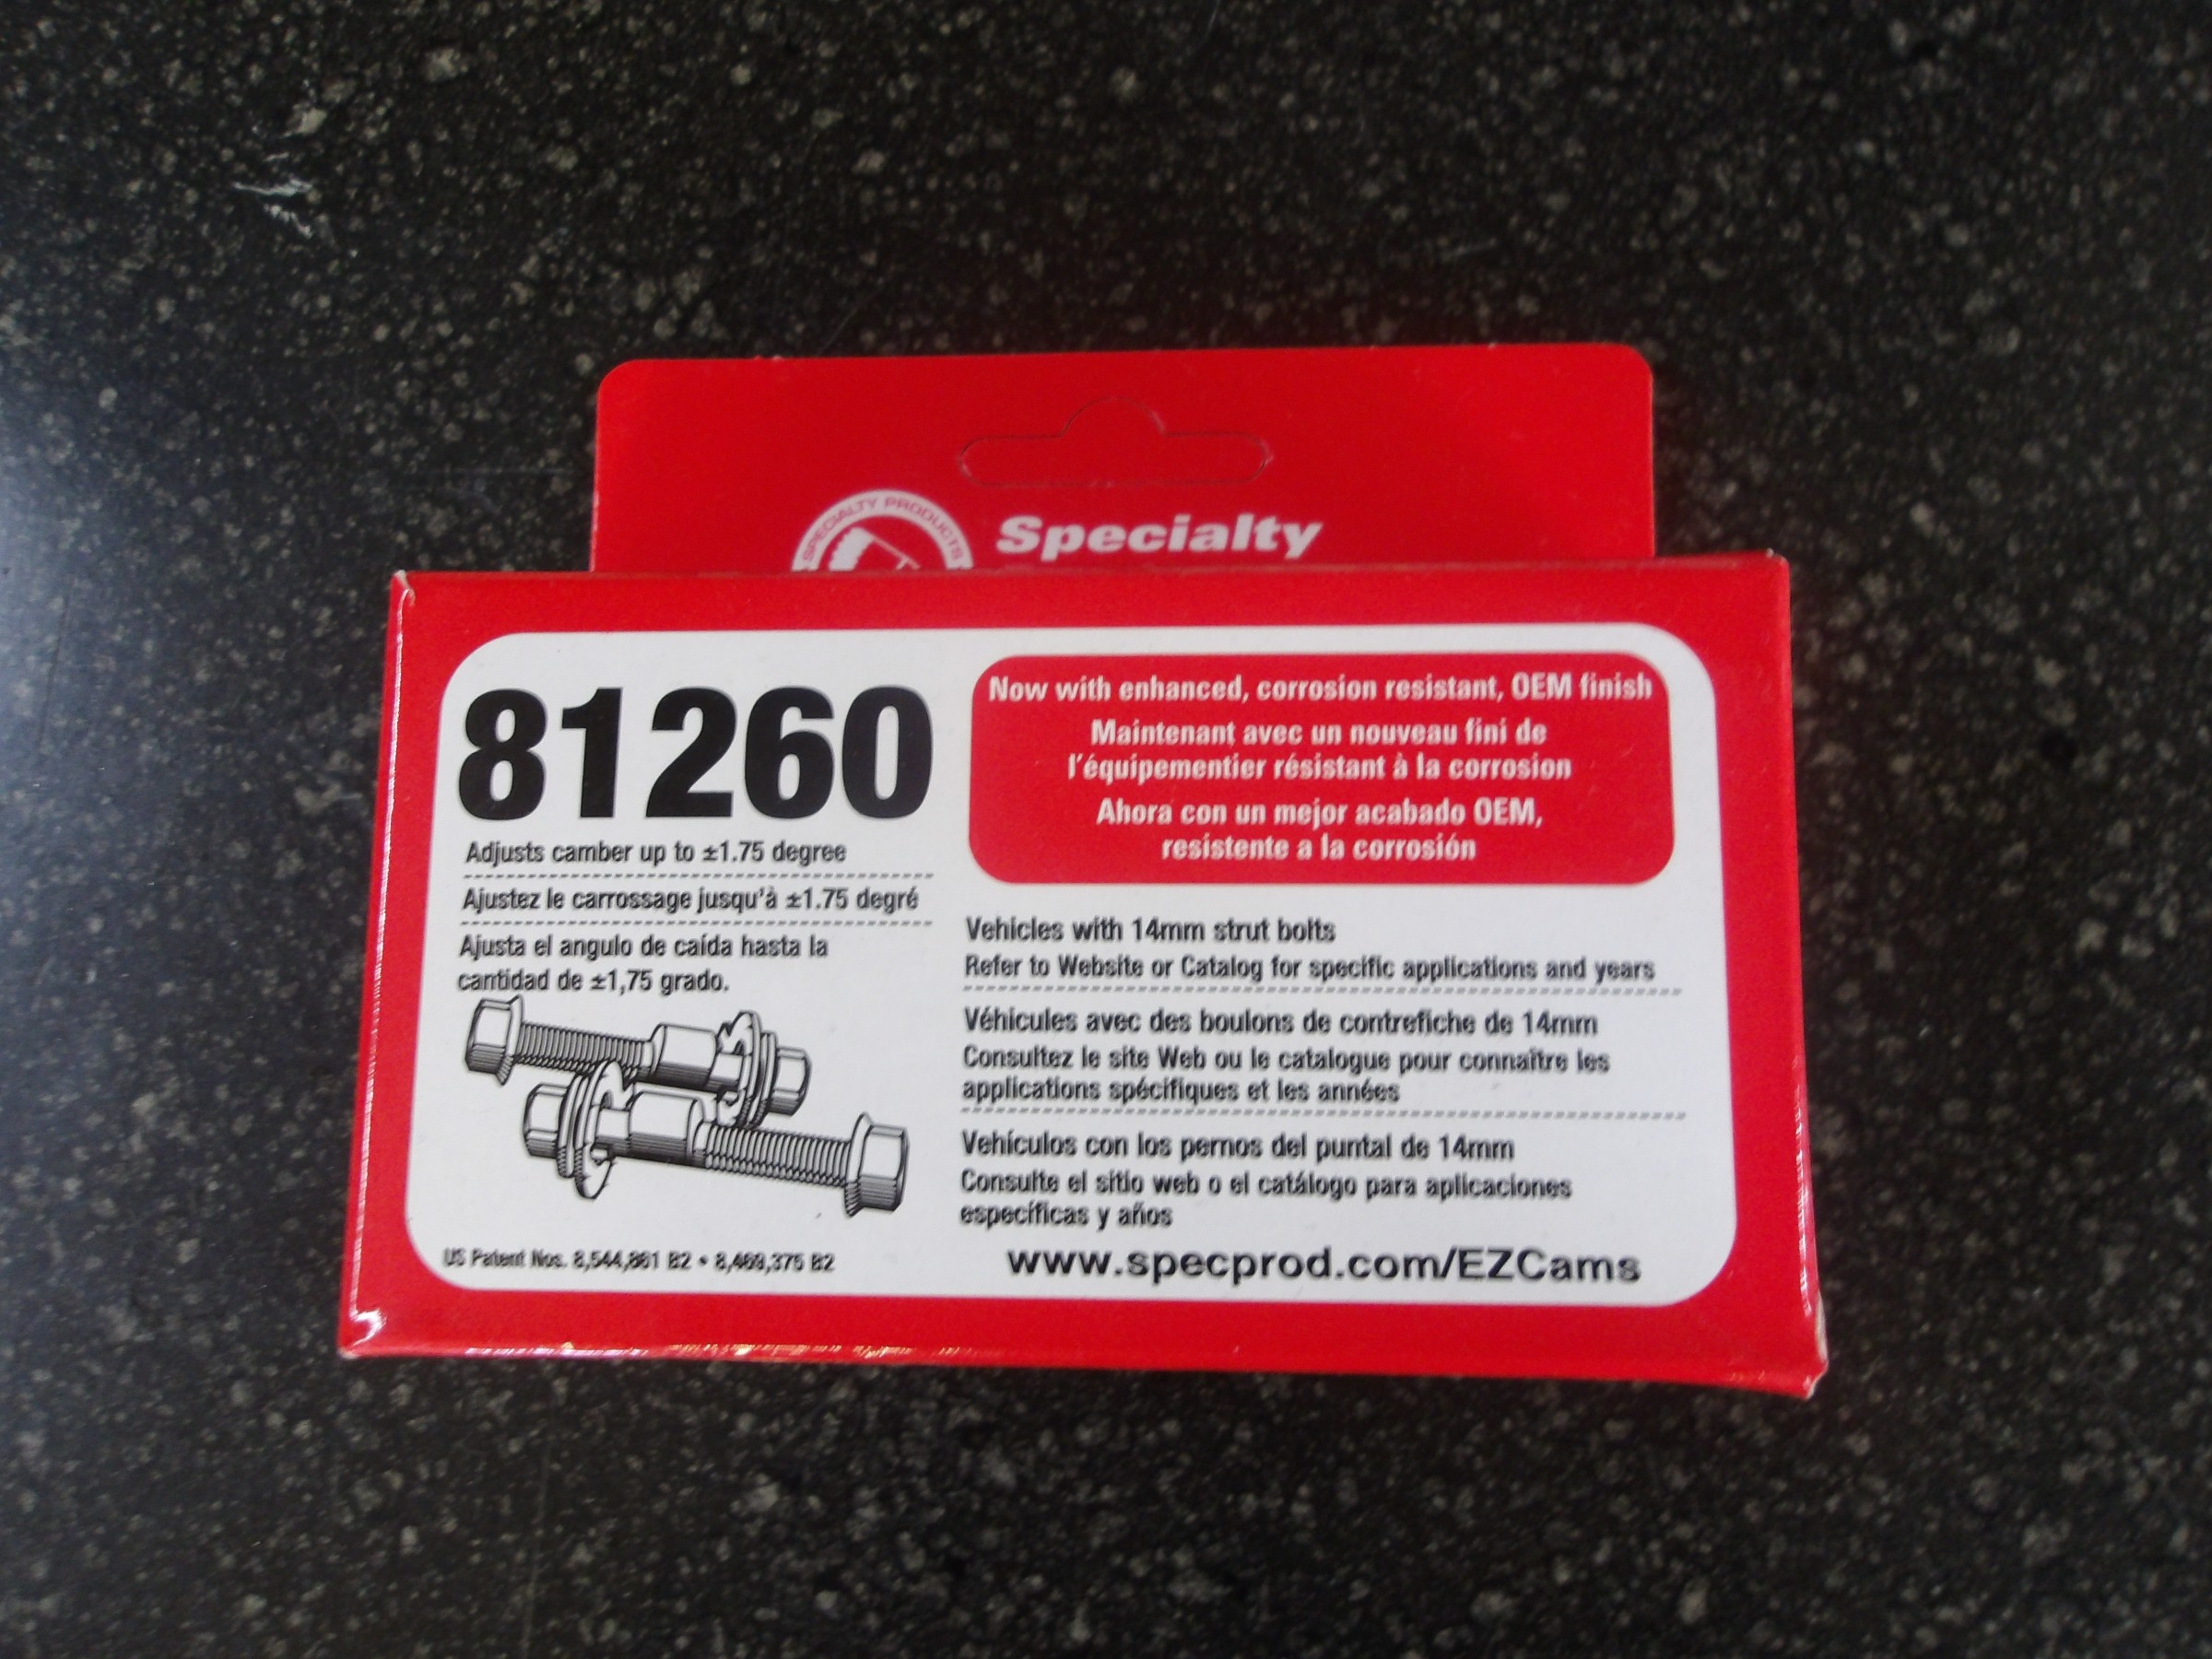 SPECIALTY PRODUCTS
Specialty
81260
Adjusts camber up to ±1.75 degree
Ajustez le carrossage jusqu'à ±1.75 degré
Ajusta el angulo de caída hasta la
cantidad de ±1,75 grado.
US Patent Nos. 8,544,861 B2 • 8,469,375 B2
Now with enhanced, corrosion resistant, OEM finish
Maintenant avec un nouveau fini de
l'équipementier résistant à la corrosion
Ahora con un mejor acabado OEM,
resistente a la corrosión
Vehicles with 14mm strut bolts
Refer to Website or Catalog for specific applications and years
Véhicules avec des boulons de contrefiche de 14mm
Consultez le site Web ou le catalogue pour connaître les
applications spécifiques et les années
Vehículos con los pernos del puntal de 14mm
Consulte el sitio web o el catálogo para aplicaciones
específicas y años
www.specprod.com/EZCams